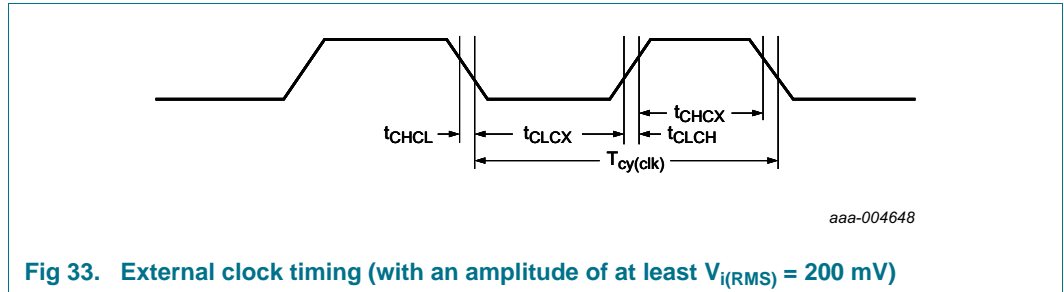 tCHCX
tCHCL tCLCX tCLCH
Tcy(clk)
aaa-004648
Fig 33. External clock timing (with an amplitude of at least Vi(RMS) = 200 mV)